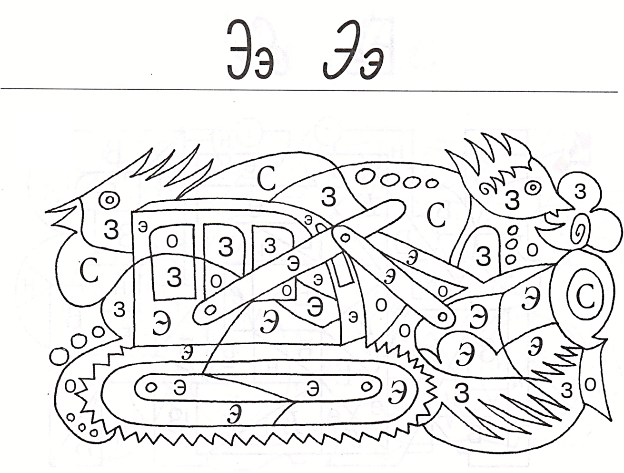 Ээ Ээ
С З З З
З э э С
О З З З З О
С З э э э
о о э о Э С
З Э о Э
Э Э э о
э Э Э
О э э Э З З О
Э